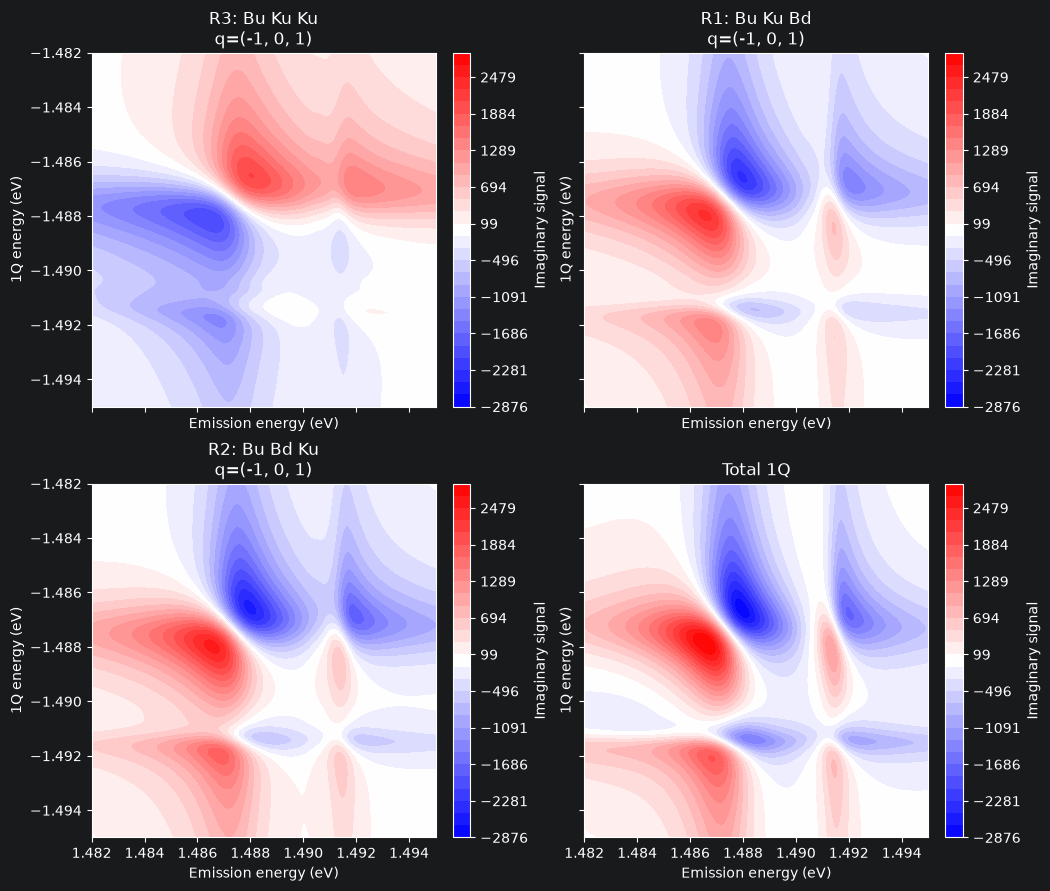 R3: Bu Ku Ku
q=(-1, 0, 1)
−1.482
−1.484
−1.486
−1.488
−1.490
−1.492
−1.494
1Q energy (eV)
Emission energy (eV)
2479
1884
1289
694
99
−496
−1091
−1686
−2281
−2876
Imaginary signal
R1: Bu Ku Bd
q=(-1, 0, 1)
1Q energy (eV)
Emission energy (eV)
2479
1884
1289
694
99
−496
−1091
−1686
−2281
−2876
Imaginary signal
R2: Bu Bd Ku
q=(-1, 0, 1)
−1.482
−1.484
−1.486
−1.488
−1.490
−1.492
−1.494
1Q energy (eV)
1.482 1.484 1.486 1.488 1.490 1.492 1.494
Emission energy (eV)
2479
1884
1289
694
99
−496
−1091
−1686
−2281
−2876
Imaginary signal
Total 1Q
1Q energy (eV)
1.482 1.484 1.486 1.488 1.490 1.492 1.494
Emission energy (eV)
2479
1884
1289
694
99
−496
−1091
−1686
−2281
−2876
Imaginary signal